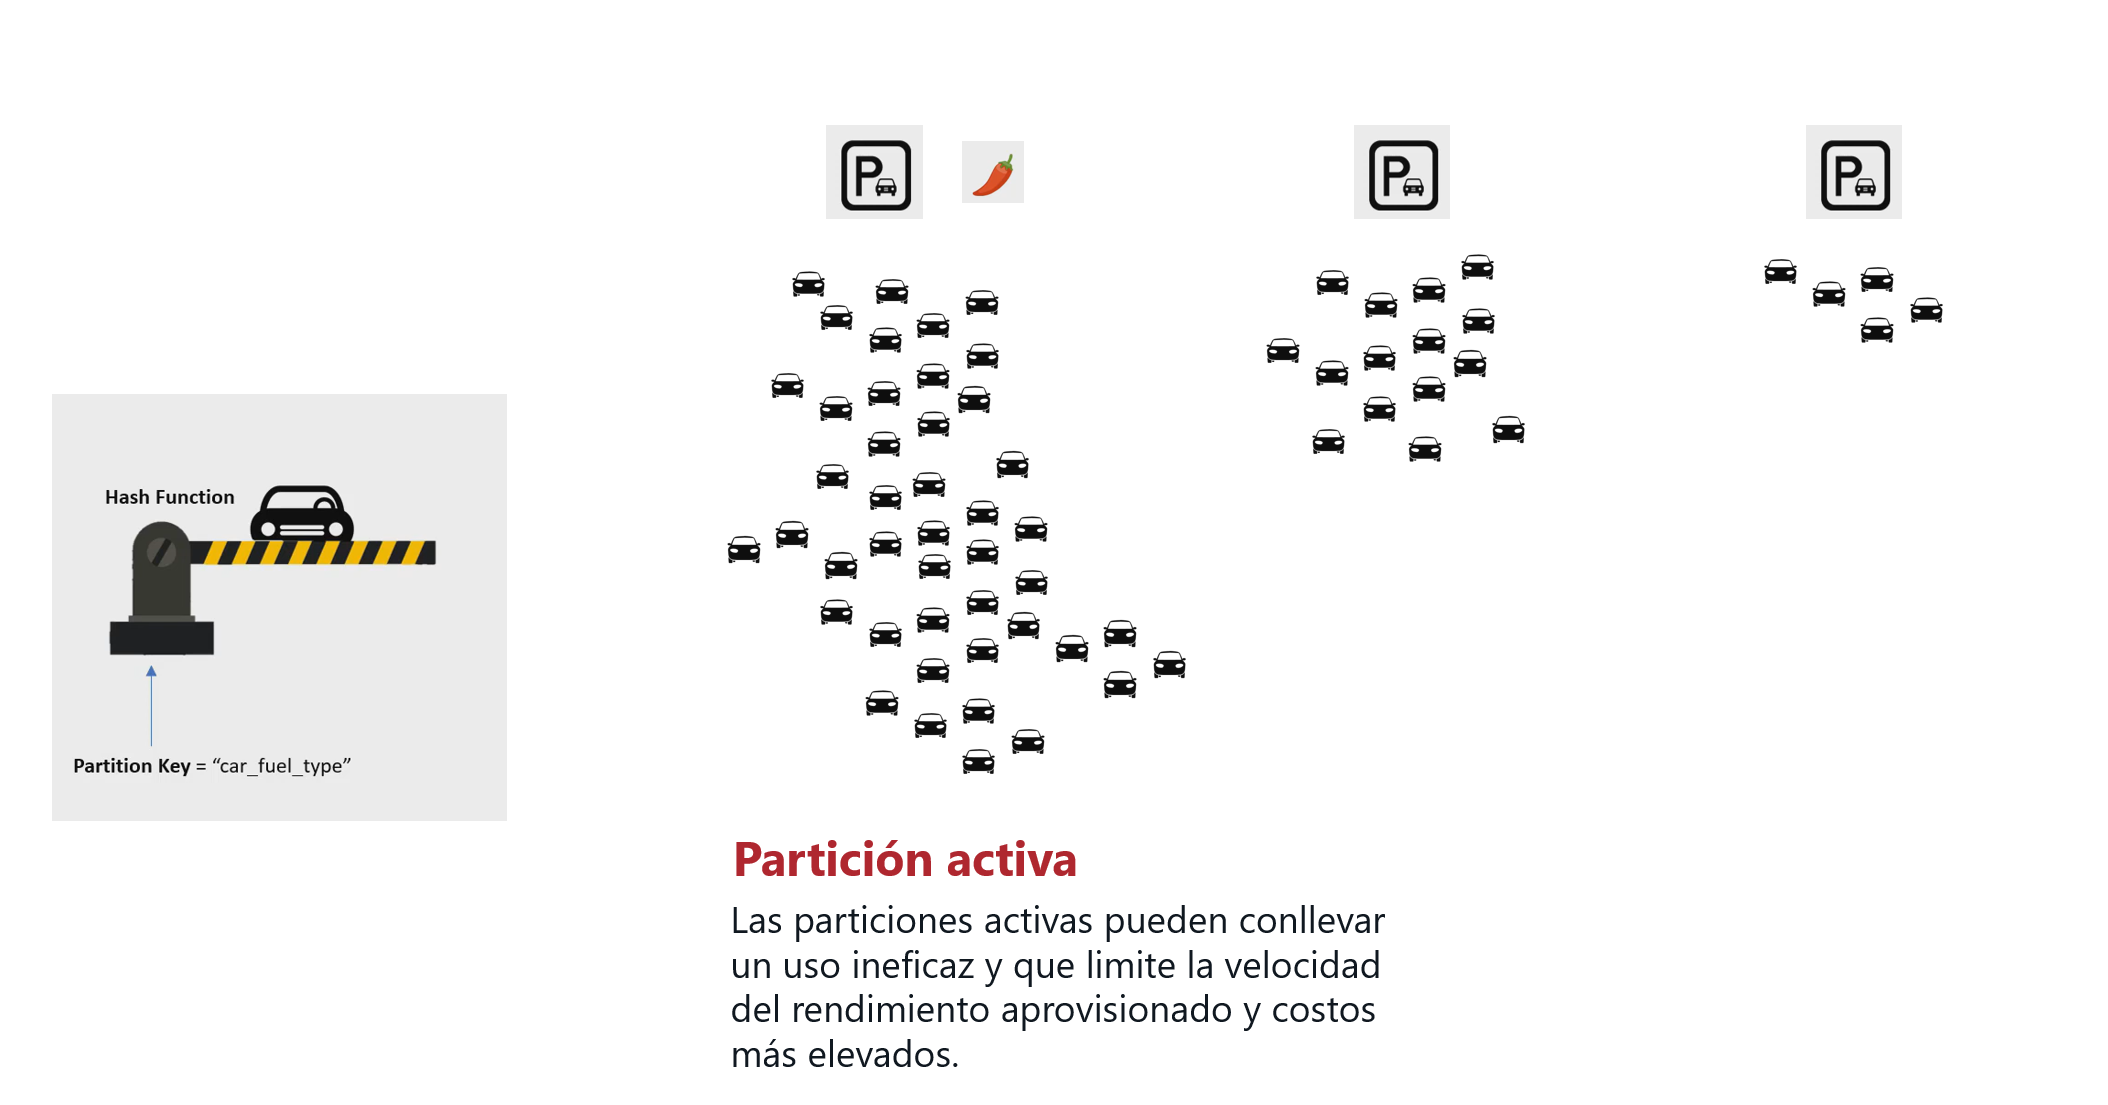 P
P
P
Hash Function
Partition Key = “car_fuel_type”
Partición activa
Las particiones activas pueden conllevar
un uso ineficaz y que limite la velocidad
del rendimiento aprovisionado y costos
más elevados.